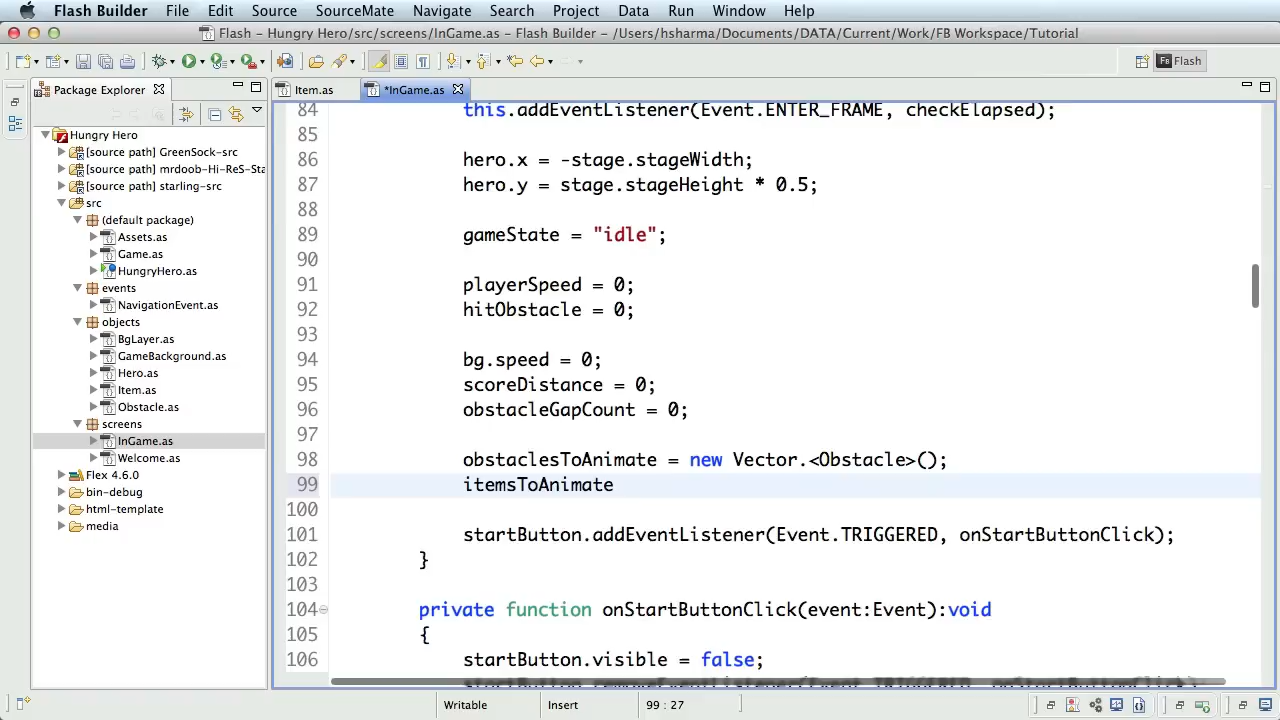 Flash Builder File Edit Source SourceMate Navigate Search Project Data Run Window Help
Flash - Hungry Hero/src/screens/InGame.as - Flash Builder - /Users/hsharma/Documents/DATA/Current/Work/FB Workspace/Tutorial
Flash
Package Explorer
Item.as
*InGame.as
Hungry Hero
[source path] GreenSock-src
[source path] mrdoob-Hi-ReS-Sta
[source path] starling-src
src
(default package)
Assets.as
Game.as
HungryHero.as
events
NavigationEvent.as
objects
BgLayer.as
GameBackground.as
Hero.as
Item.as
Obstacle.as
screens
InGame.as
Welcome.as
Flex 4.6.0
bin-debug
html-template
media
84 this.addEventListener(Event.ENTER_FRAME, checkElapsed);
85
86 hero.x = -stage.stageWidth;
87 hero.y = stage.stageHeight * 0.5;
88
89 gameState = "idle";
90
91 playerSpeed = 0;
92 hitObstacle = 0;
93
94 bg.speed = 0;
95 scoreDistance = 0;
96 obstacleGapCount = 0;
97
98 obstaclesToAnimate = new Vector.<Obstacle>();
99 itemsToAnimate
100
101 startButton.addEventListener(Event.TRIGGERED, onStartButtonClick);
102 }
103
104 private function onStartButtonClick(event:Event):void
105 {
106 startButton.visible = false;
Writable Insert 99 : 27